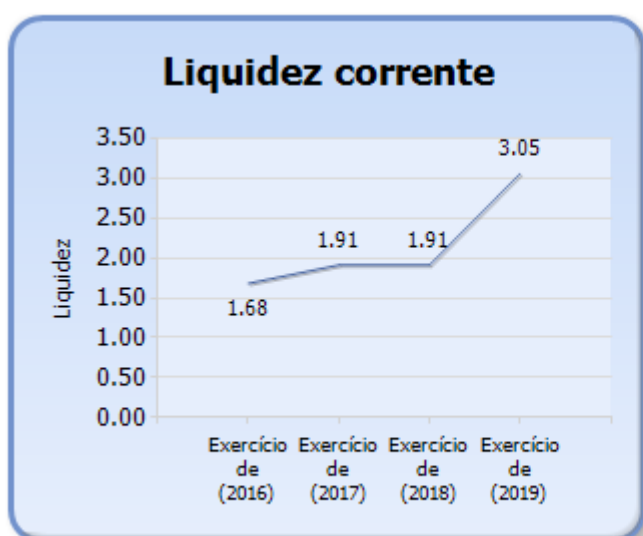 Liquidez corrente
3.50
3.00
2.50
2.00
1.50
1.00
0.50
0.00
Liquidez
1.68
1.91
1.91
3.05
Exercício
de
(2016)
Exercício
de
(2017)
Exercício
de
(2018)
Exercício
de
(2019)